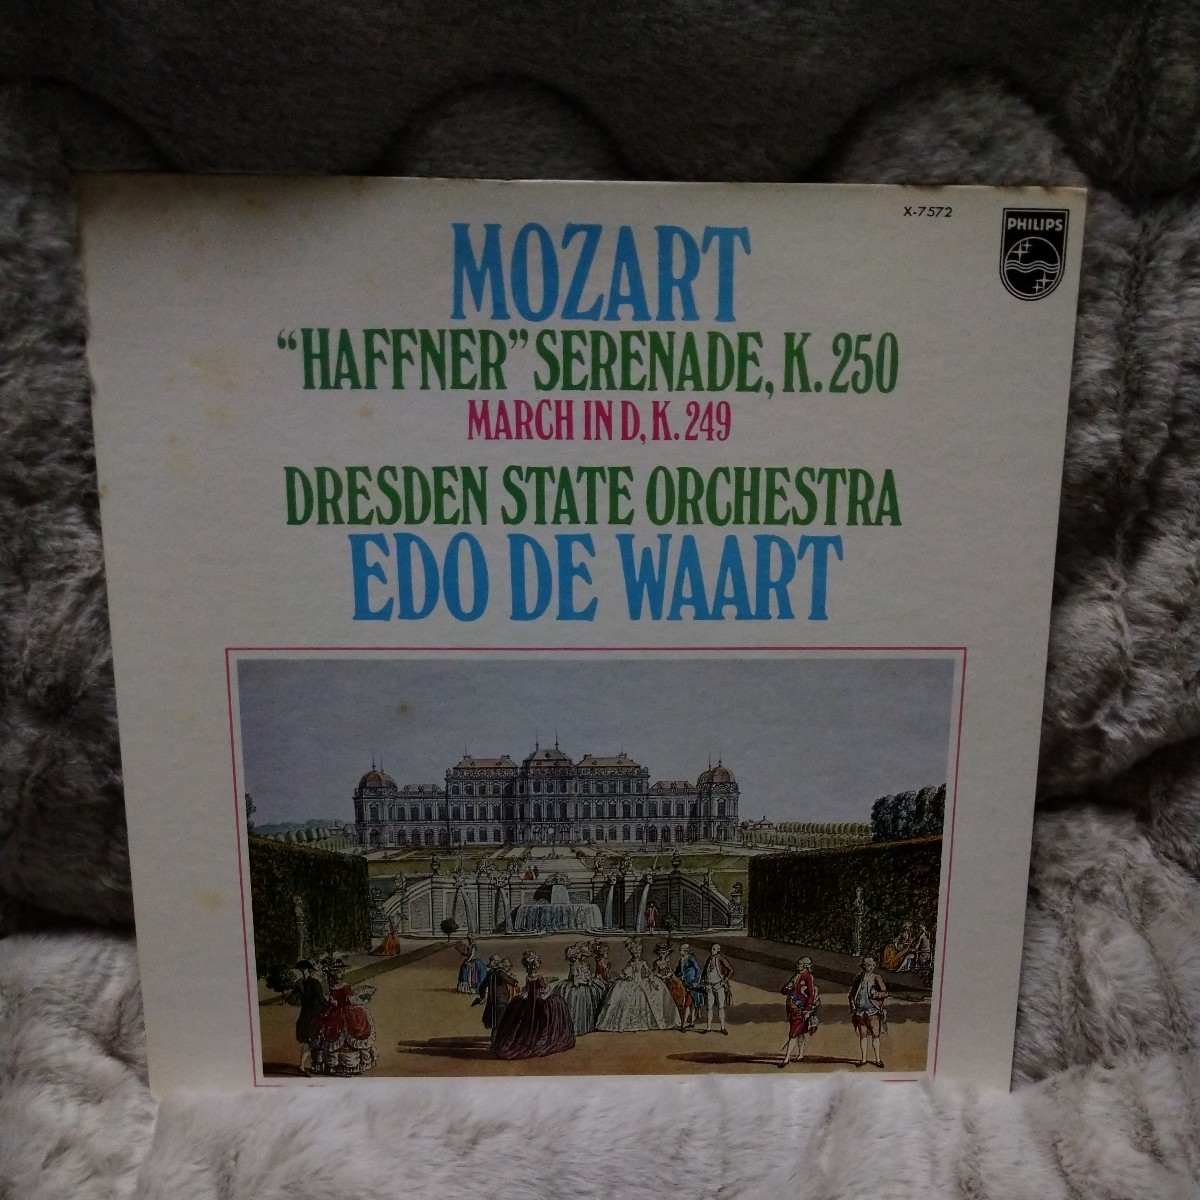 X-7572
PHILIPS
MOZART
“HAFFNER” SERENADE, K. 250
MARCH IN D, K. 249
DRESDEN STATE ORCHESTRA
EDO DE WAART